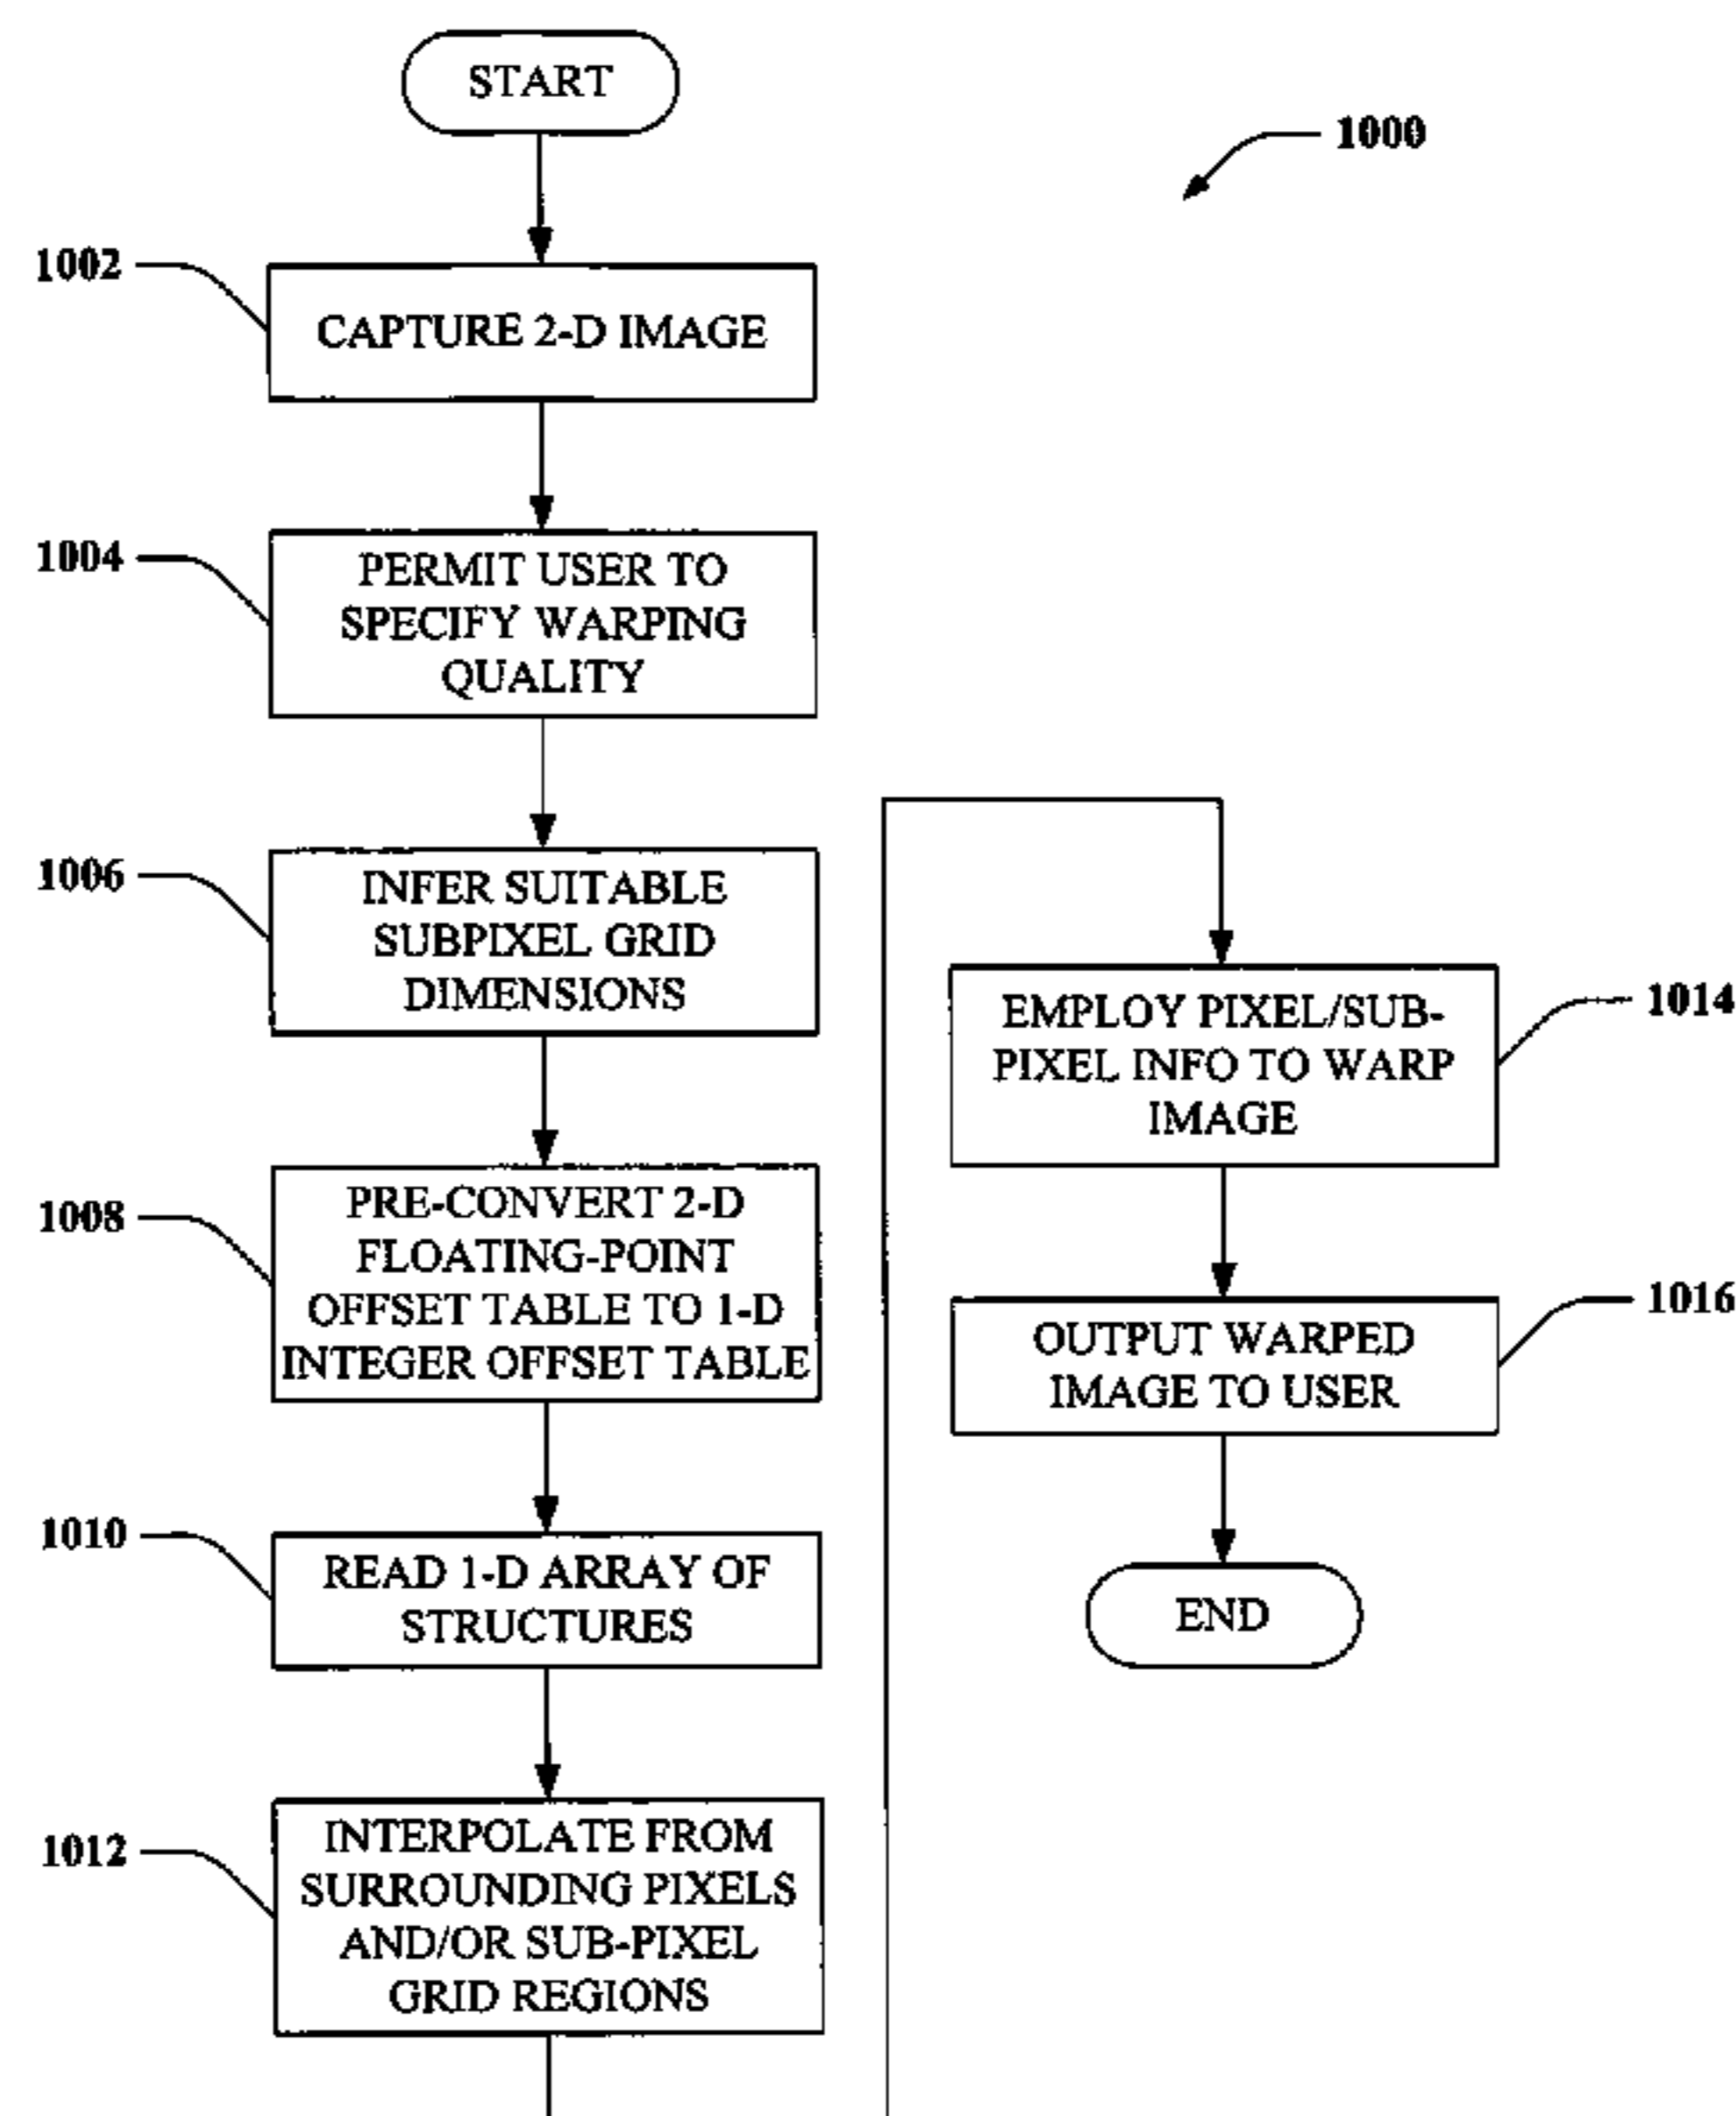 START
1000
1002
CAPTURE 2-D IMAGE
1004
PERMIT USER TO
SPECIFY WARPING
QUALITY
1006
INFER SUITABLE
SUBPIXEL GRID
DIMENSIONS
1008
PRE-CONVERT 2-D
FLOATING-POINT
OFFSET TABLE TO 1-D
INTEGER OFFSET TABLE
1010
READ 1-D ARRAY OF
STRUCTURES
1012
INTERPOLATE FROM
SURROUNDING PIXELS
AND/OR SUB-PIXEL
GRID REGIONS
EMPLOY PIXEL/SUB-
PIXEL INFO TO WARP
IMAGE
1014
OUTPUT WARPED
IMAGE TO USER
1016
END